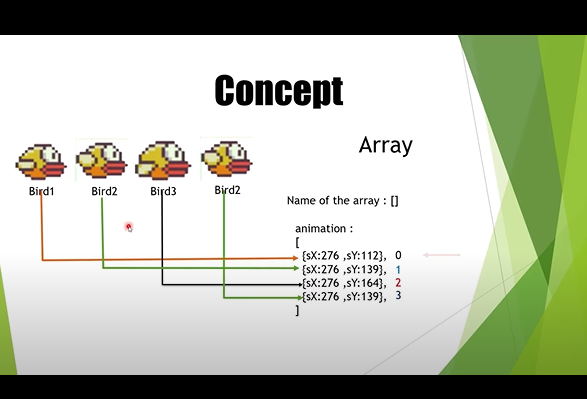 Concept
Array
Bird1 Bird2 Bird3 Bird2
Name of the array : []
animation :
[
{sX:276 ,sY:112}, 0
{sX:276 ,sY:139}, 1
{sX:276 ,sY:164}, 2
{sX:276 ,sY:139}, 3
]